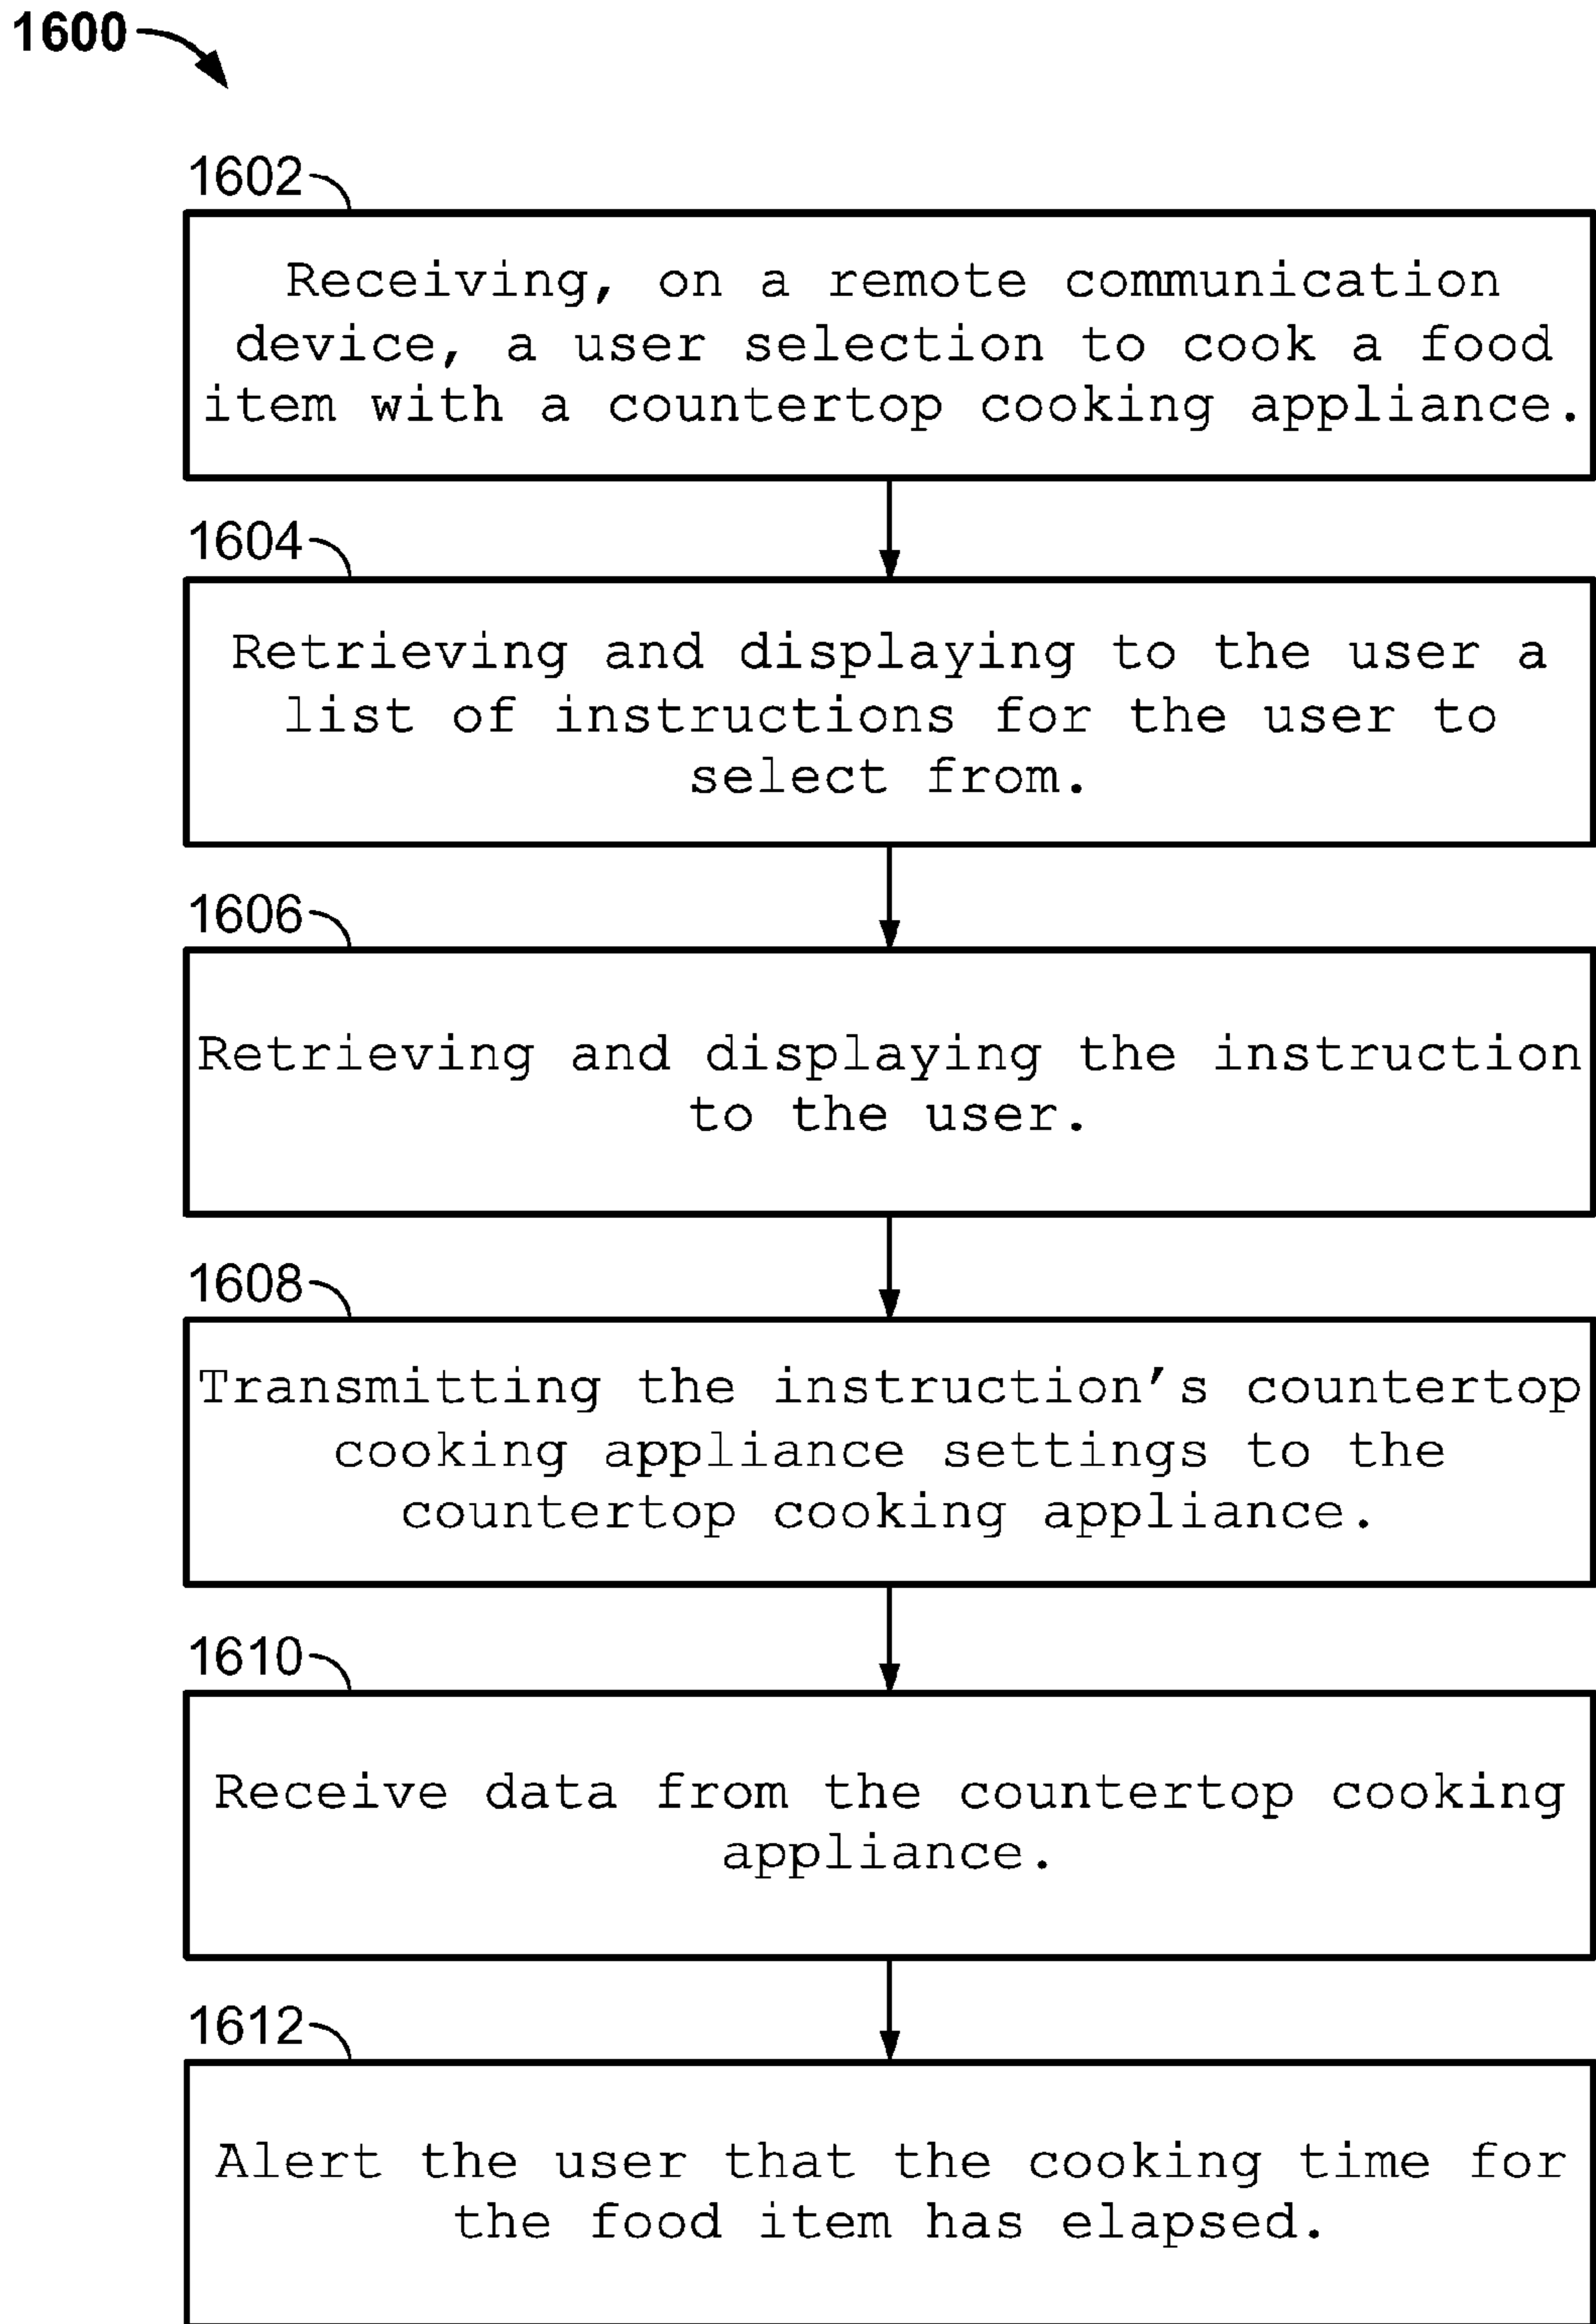 1600
1602
Receiving, on a remote communication
device, a user selection to cook a food
item with a countertop cooking appliance.
1604
Retrieving and displaying to the user a
list of instructions for the user to
select from.
1606
Retrieving and displaying the instruction
to the user.
1608
Transmitting the instruction’s countertop
cooking appliance settings to the
countertop cooking appliance.
1610
Receive data from the countertop cooking
appliance.
1612
Alert the user that the cooking time for
the food item has elapsed.